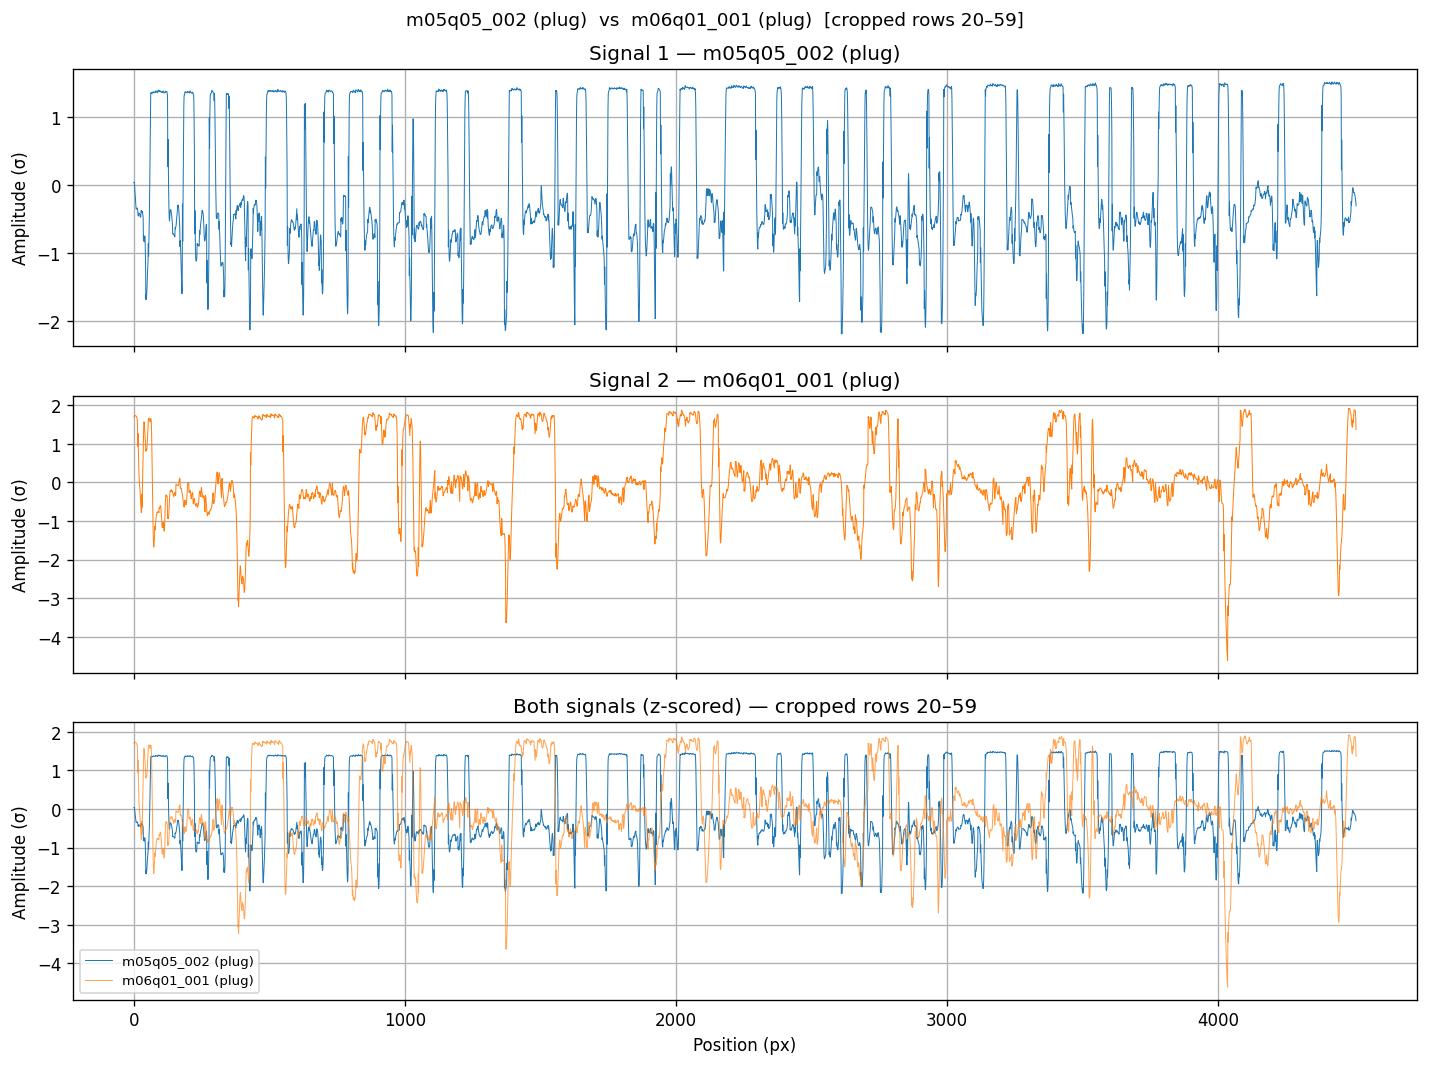 m05q05_002 (plug)  vs  m06q01_001 (plug)  [cropped rows 20–59]
Signal 1 — m05q05_002 (plug)
1
0
−1
−2
Amplitude (σ)
Signal 2 — m06q01_001 (plug)
2
1
0
−1
−2
−3
−4
Amplitude (σ)
Both signals (z-scored) — cropped rows 20–59
2
1
0
−1
−2
−3
−4
Amplitude (σ)
m05q05_002 (plug)
m06q01_001 (plug)
0 1000 2000 3000 4000
Position (px)